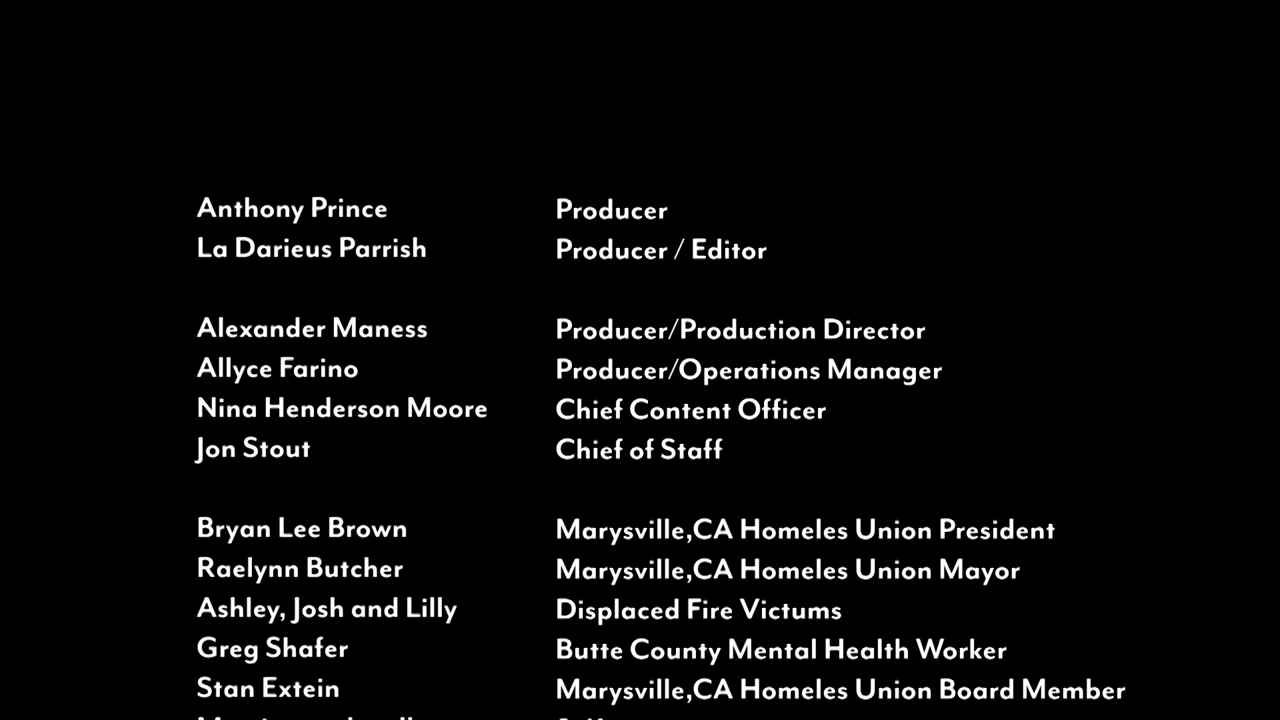 Anthony Prince Producer
La Darieus Parrish Producer / Editor
Alexander Maness Producer/Production Director
Allyce Farino Producer/Operations Manager
Nina Henderson Moore Chief Content Officer
Jon Stout Chief of Staff
Bryan Lee Brown Marysville,CA Homeles Union President
Raelynn Butcher Marysville,CA Homeles Union Mayor
Ashley, Josh and Lilly Displaced Fire Victums
Greg Shafer Butte County Mental Health Worker
Stan Extein Marysville,CA Homeles Union Board Member